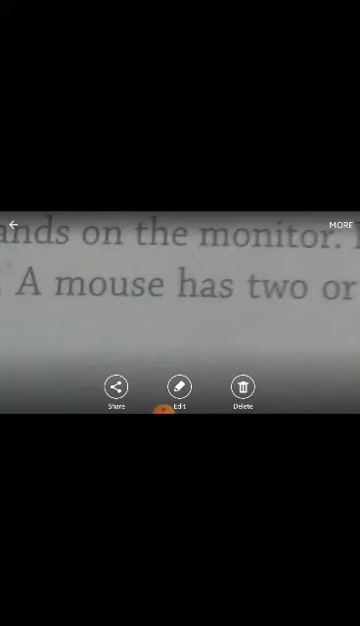 ands on the monitor.
MORE
. A mouse has two or
Share Edit Delete